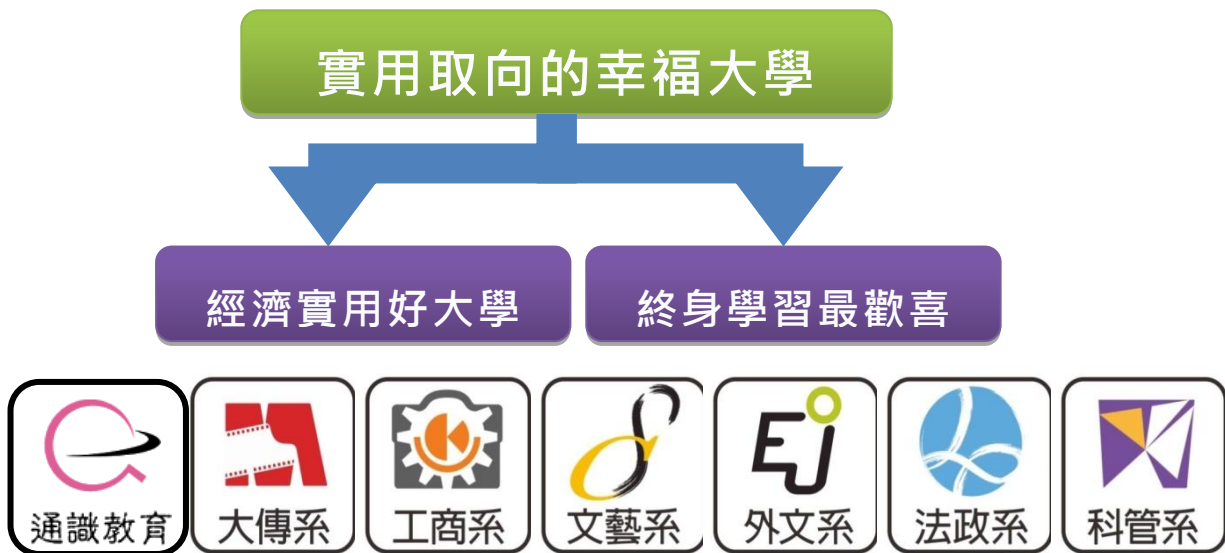 實用取向的幸福大學
經濟實用好大學
終身學習最歡喜
通識教育
大傳系
工商系
文藝系
外文系
法政系
科管系